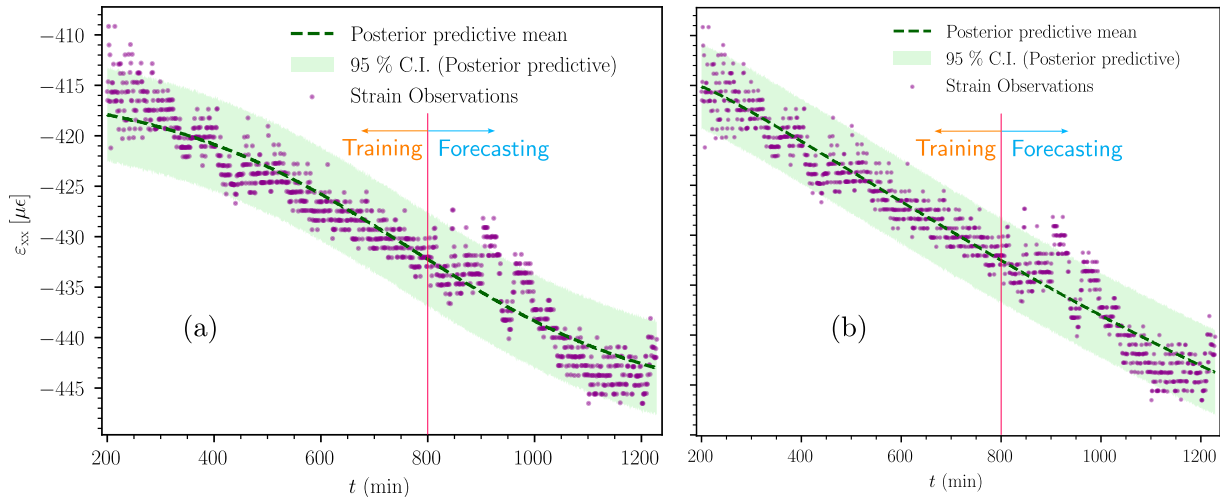 −410
−415
−420
−425
−430
−435
−440
−445
εxx [με]
Posterior predictive mean
95 % C.I. (Posterior predictive)
Strain Observations
Training
Forecasting
(a)
200
400
600
800
1000
1200
t (min)
Posterior predictive mean
95 % C.I. (Posterior predictive)
Strain Observations
Training
Forecasting
(b)
200
400
600
800
1000
1200
t (min)